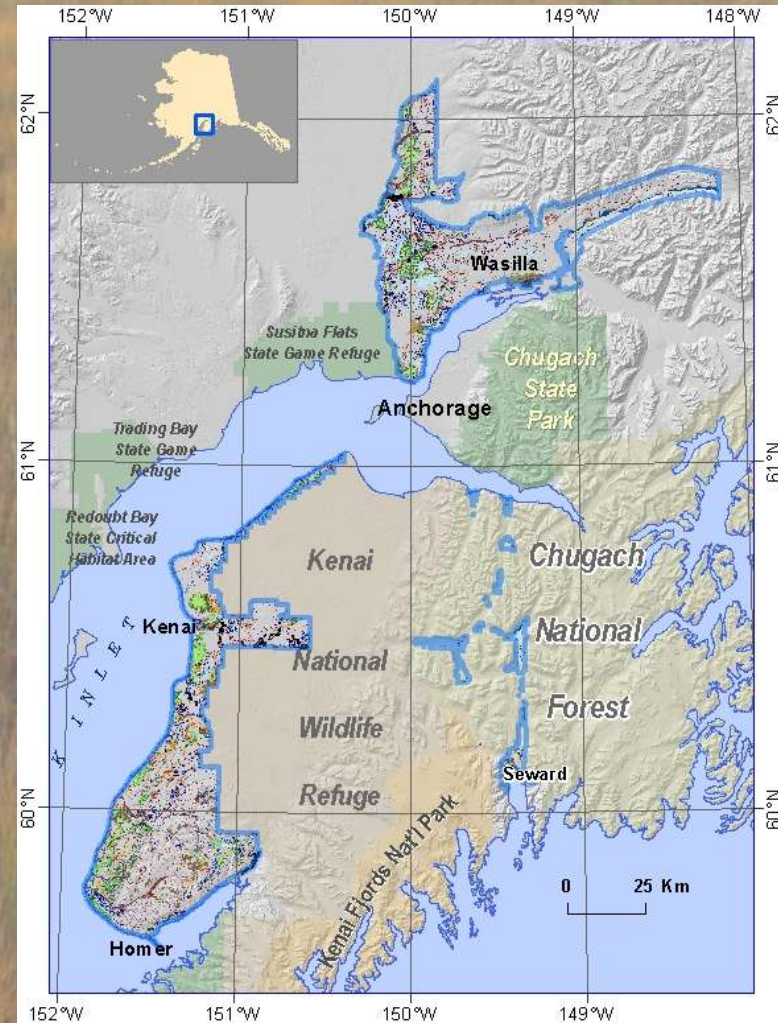 152°W 151°W 150°W 149°W 148°W
62°N 62°N
Wasilla
Susitna Flats
State Game Refuge
Chugach
State
Park
Anchorage
Trading Bay
State Game
Refuge
61°N 61°N
Redoubt Bay
State Critical
Habitat Area
Kenai
Chugach
Kenai
National
National
K INLET
Wildlife
Forest
Refuge
Seward
60°N 60°N
Kenai Fjords Nat'l Park
0 25 Km
Homer
152°W 151°W 150°W 149°W